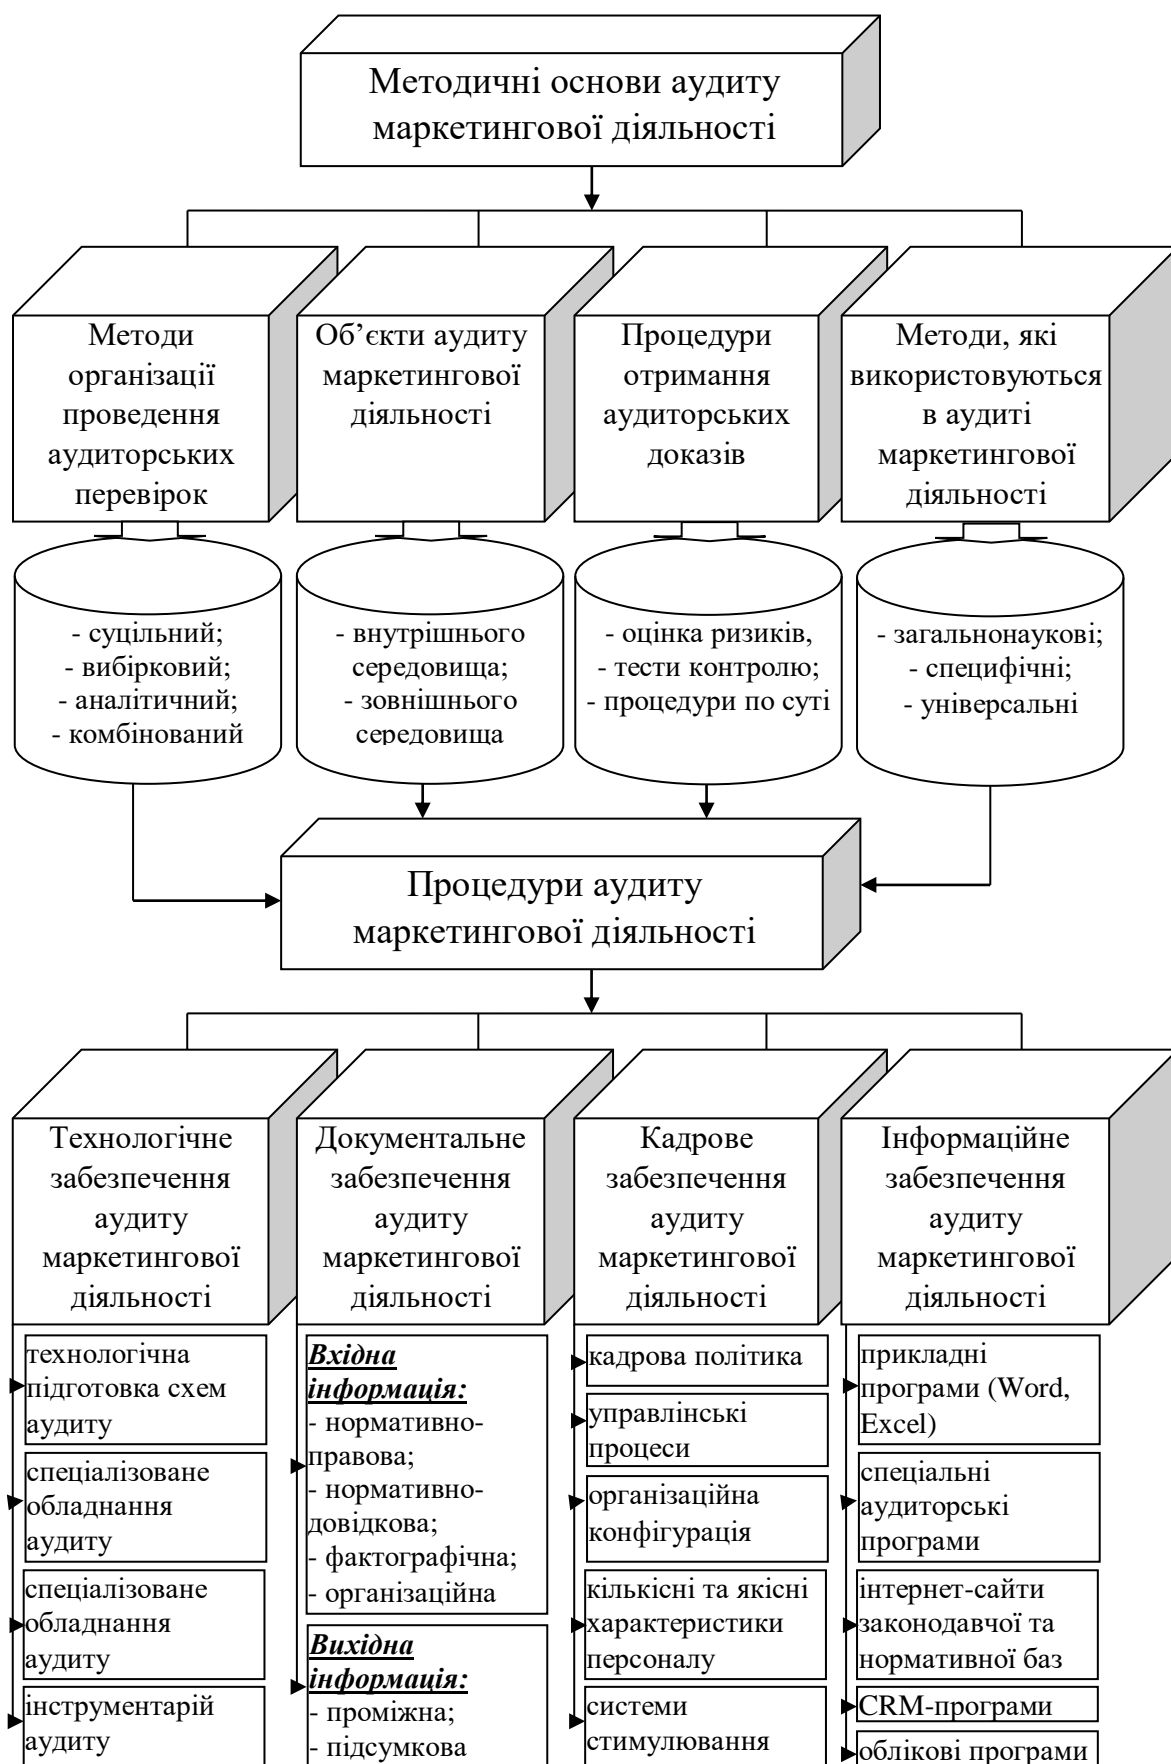 Методичні основи аудиту
маркетингової діяльності
Методи
організації
проведення
аудиторських
перевірок
Об’єкти аудиту
маркетингової
діяльності
Процедури
отримання
аудиторських
доказів
Методи, які
використовуються
в аудиті
маркетингової
діяльності
- суцільний;
- вибірковий;
- аналітичний;
- комбінований
- внутрішнього
середовища;
- зовнішнього
середовища
- оцінка ризиків,
- тести контролю;
- процедури по суті
- загальнонаукові;
- специфічні;
- універсальні
Процедури аудиту
маркетингової діяльності
Технологічне
забезпечення
аудиту
маркетингової
діяльності
Документальне
забезпечення
аудиту
маркетингової
діяльності
Кадрове
забезпечення
аудиту
маркетингової
діяльності
Інформаційне
забезпечення
аудиту
маркетингової
діяльності
технологічна
підготовка схем
аудиту
спеціалізоване
обладнання
аудиту
спеціалізоване
обладнання
аудиту
інструментарій
аудиту
Вхідна
інформація:
- нормативно-
правова;
- нормативно-
довідкова;
- фактографічна;
- організаційна
Вихідна
інформація:
- проміжна;
- підсумкова
кадрова політика
управлінські
процеси
організаційна
конфігурація
кількісні та якісні
характеристики
персоналу
системи
стимулювання
прикладні
програми (Word,
Excel)
спеціальні
аудиторські
програми
інтернет-сайти
законодавчої та
нормативної баз
CRM-програми
облікові програми